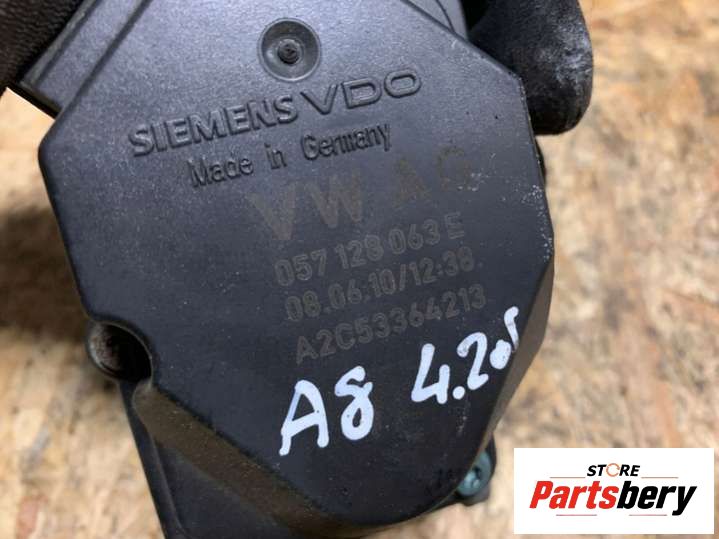 SIEMENS VDO
Made in Germany
VW AG
057 128 063 E
08.06.10/12:38
A2C53364213
A8 4.2
STORE
Partsbery